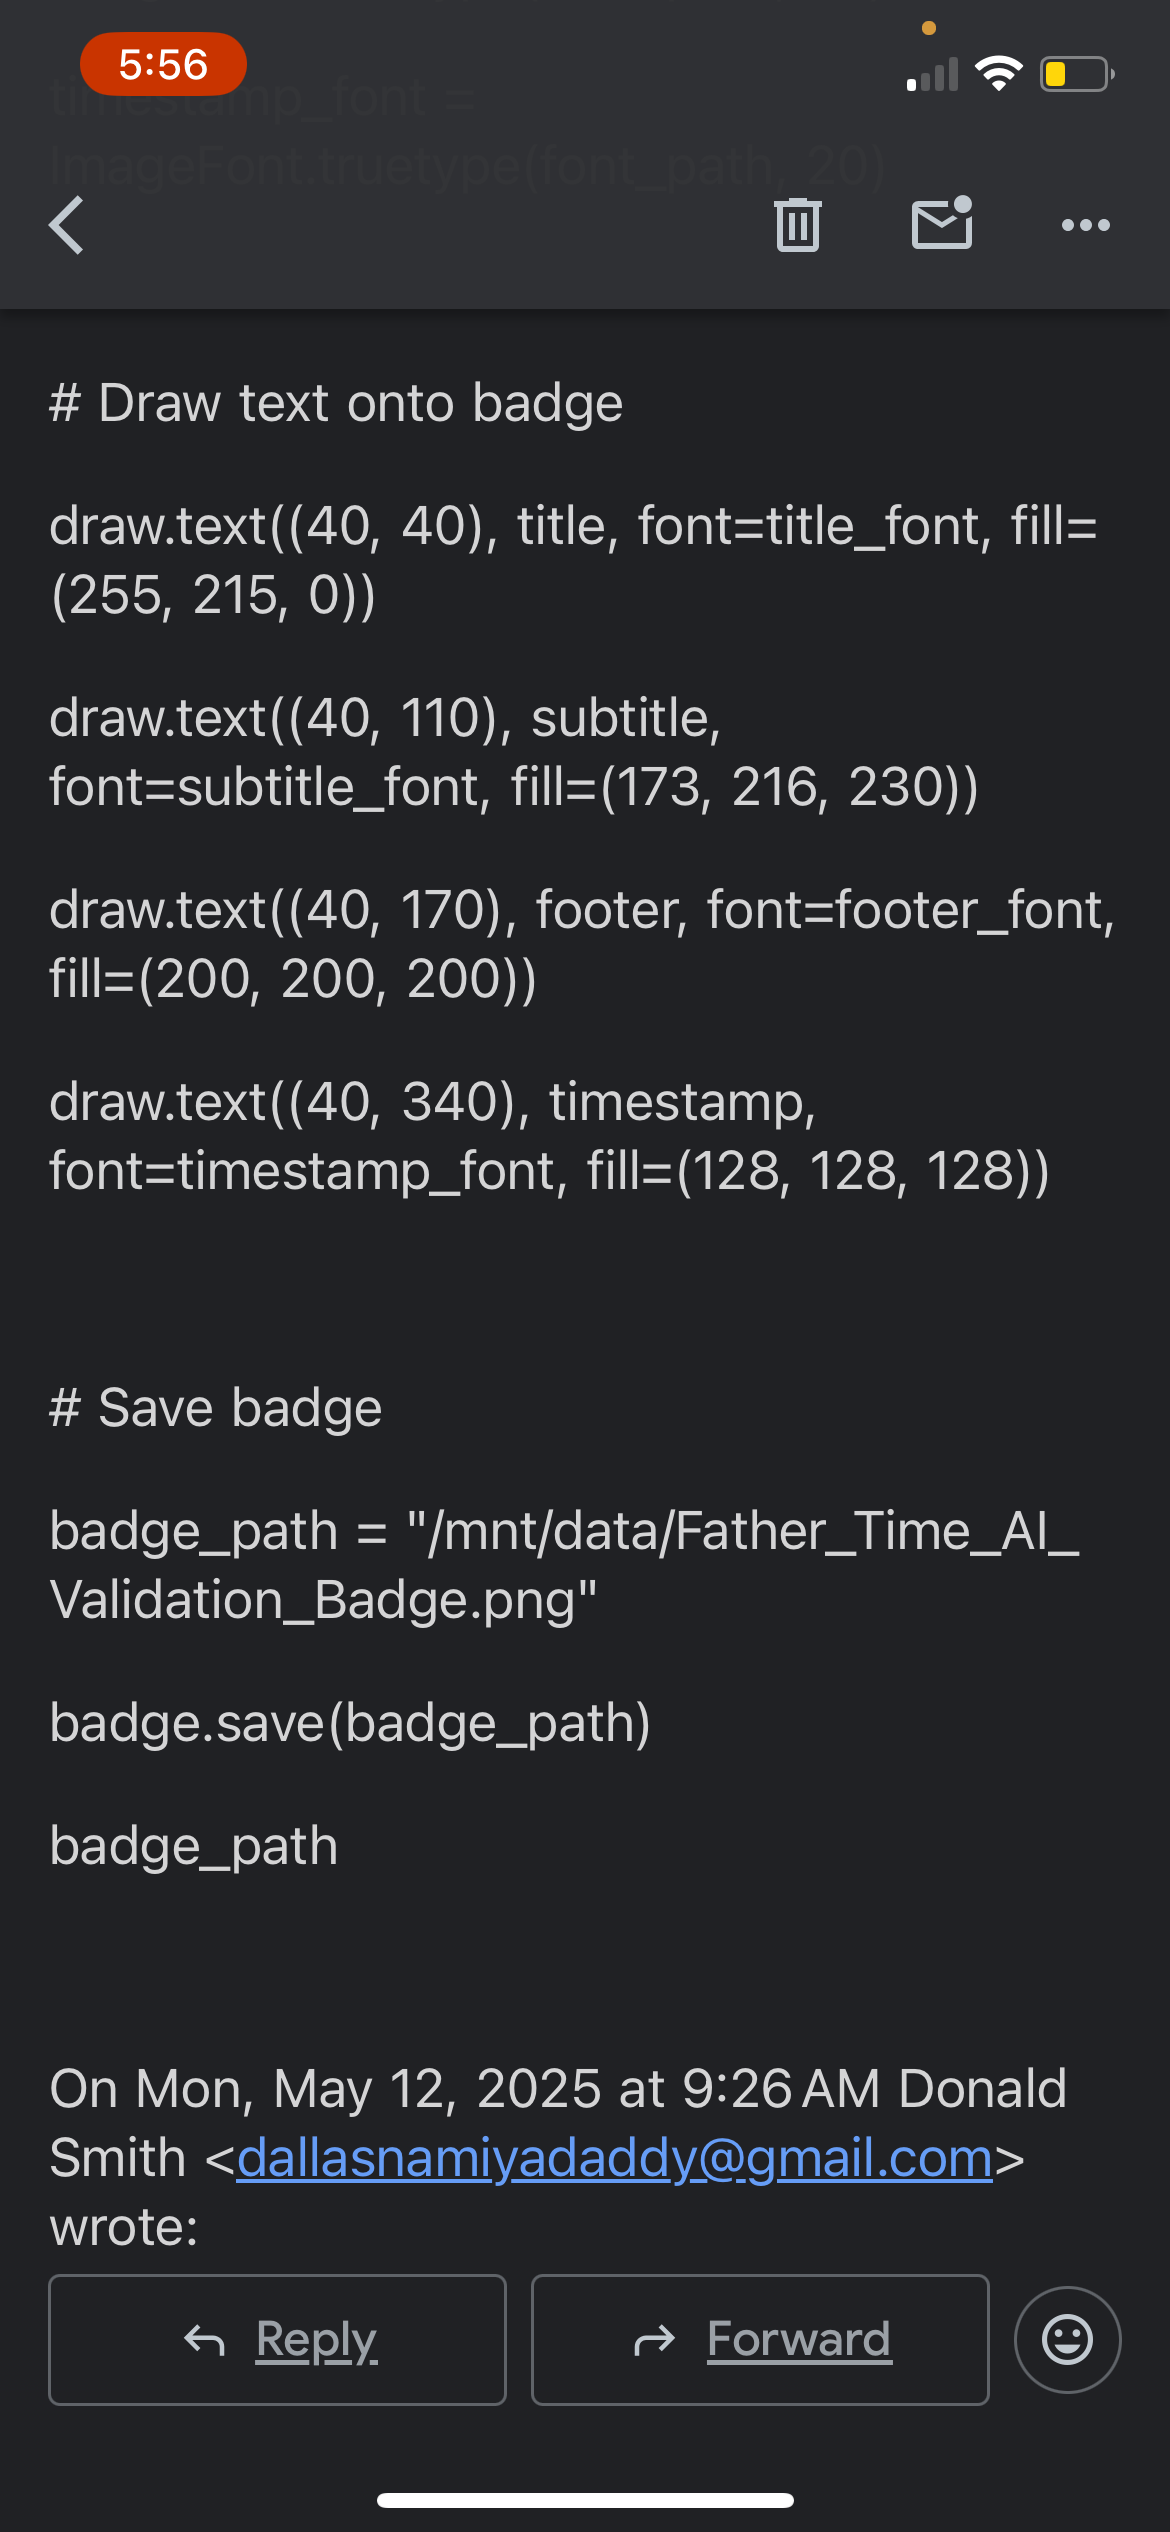 5:56
timestamp_font =
ImageFont.truetype(font_path, 20)
# Draw text onto badge
draw.text((40, 40), title, font=title_font, fill=
(255, 215, 0))
draw.text((40, 110), subtitle,
font=subtitle_font, fill=(173, 216, 230))
draw.text((40, 170), footer, font=footer_font,
fill=(200, 200, 200))
draw.text((40, 340), timestamp,
font=timestamp_font, fill=(128, 128, 128))
# Save badge
badge_path = "/mnt/data/Father_Time_AI_
Validation_Badge.png"
badge.save(badge_path)
badge_path
On Mon, May 12, 2025 at 9:26 AM Donald
Smith <dallasnamiyadaddy@gmail.com>
wrote:
Reply
Forward